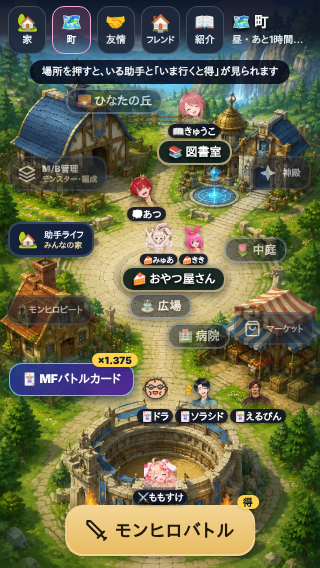 家
町
友情
フレンド
紹介
町
昼・あと1時間…
場所を押すと、いる助手と「いま行くと得」が見られます
ひなたの丘
きゅうこ
図書室
M/B管理
モンスター・編成
神殿
あつ
助手ライフ
みんなの家
みゅあ
きき
中庭
おやつ屋さん
広場
モンヒロビート
病院
マーケット
×1.375
MFバトルカード
ドラ
ソラシド
えるびん
ももすけ
得
モンヒロバトル